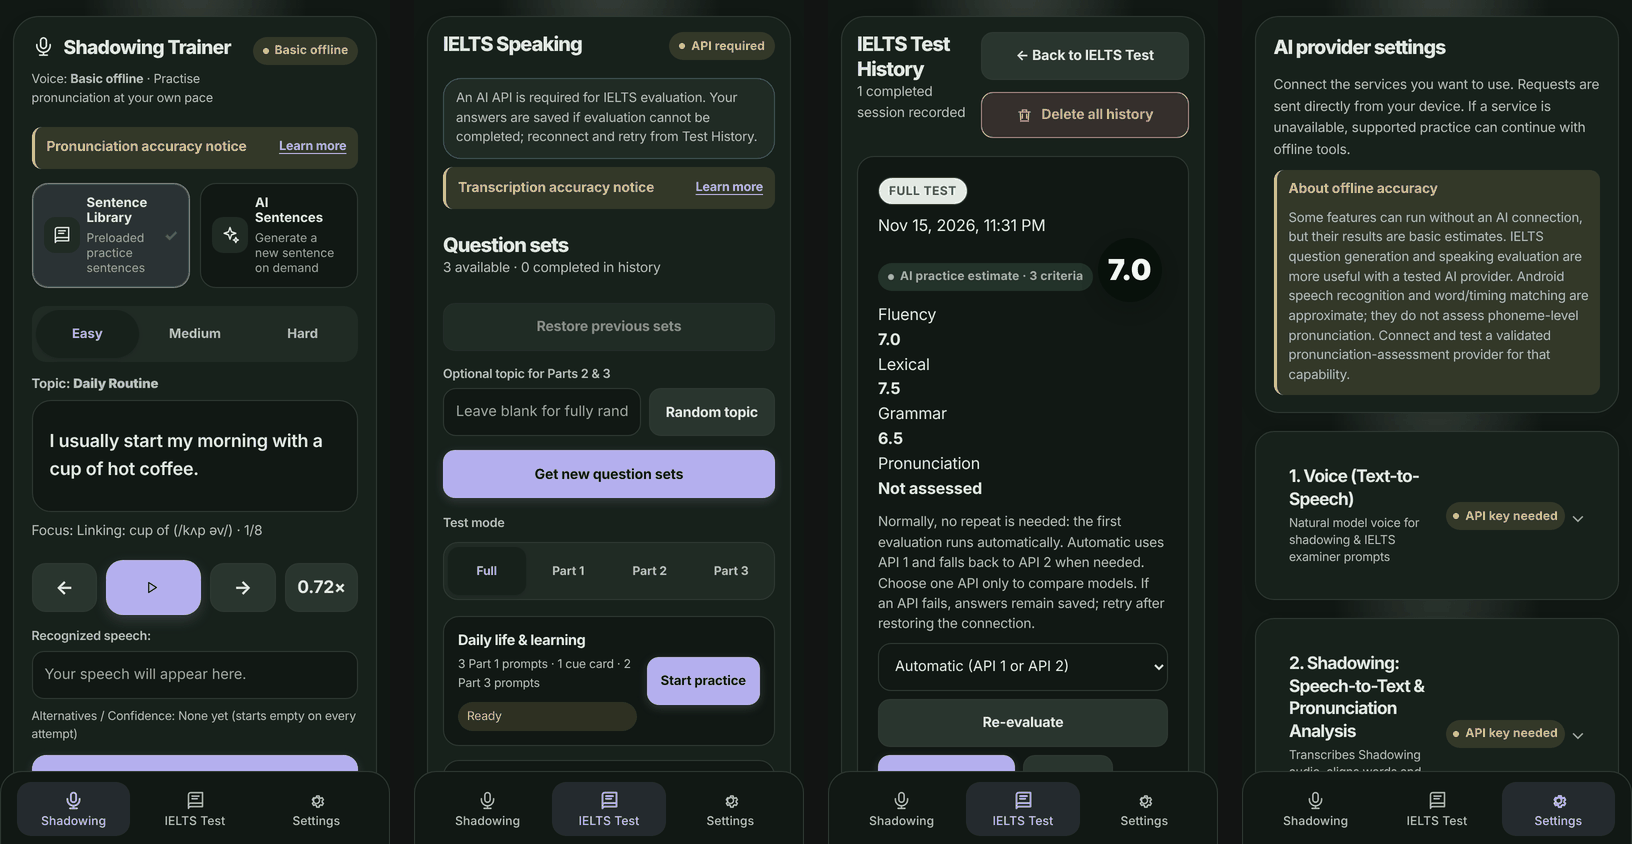 Shadowing Trainer
Basic offline
Voice: Basic offline · Practise
pronunciation at your own pace
Pronunciation accuracy notice
Learn more
Sentence
Library
Preloaded
practice
sentences
AI
Sentences
Generate a
new sentence
on demand
Easy
Medium
Hard
Topic: Daily Routine
I usually start my morning with a
cup of hot coffee.
Focus: Linking: cup of (/kʌp əv/) · 1/8
0.72×
Recognized speech:
Your speech will appear here.
Alternatives / Confidence: None yet (starts empty on every
attempt)
Shadowing
IELTS Test
Settings
IELTS Speaking
API required
An AI API is required for IELTS evaluation. Your
answers are saved if evaluation cannot be
completed; reconnect and retry from Test History.
Transcription accuracy notice
Learn more
Question sets
3 available · 0 completed in history
Restore previous sets
Optional topic for Parts 2 & 3
Leave blank for fully rand
Random topic
Get new question sets
Test mode
Full
Part 1
Part 2
Part 3
Daily life & learning
3 Part 1 prompts · 1 cue card · 2
Part 3 prompts
Start practice
Ready
Shadowing
IELTS Test
Settings
IELTS Test
History
1 completed
session recorded
← Back to IELTS Test
Delete all history
FULL TEST
Nov 15, 2026, 11:31 PM
AI practice estimate · 3 criteria
7.0
Fluency
7.0
Lexical
7.5
Grammar
6.5
Pronunciation
Not assessed
Normally, no repeat is needed: the first
evaluation runs automatically. Automatic uses
API 1 and falls back to API 2 when needed.
Choose one API only to compare models. If
an API fails, answers remain saved; retry after
restoring the connection.
Automatic (API 1 or API 2)
Re-evaluate
Shadowing
IELTS Test
Settings
AI provider settings
Connect the services you want to use. Requests are
sent directly from your device. If a service is
unavailable, supported practice can continue with
offline tools.
About offline accuracy
Some features can run without an AI connection,
but their results are basic estimates. IELTS
question generation and speaking evaluation are
more useful with a tested AI provider. Android
speech recognition and word/timing matching are
approximate; they do not assess phoneme-level
pronunciation. Connect and test a validated
pronunciation-assessment provider for that
capability.
1. Voice (Text-to-
Speech)
Natural model voice for
shadowing & IELTS
examiner prompts
API key needed
2. Shadowing:
Speech-to-Text &
Pronunciation
Analysis
Transcribes Shadowing
audio, aligns words and
API key needed
Shadowing
IELTS Test
Settings